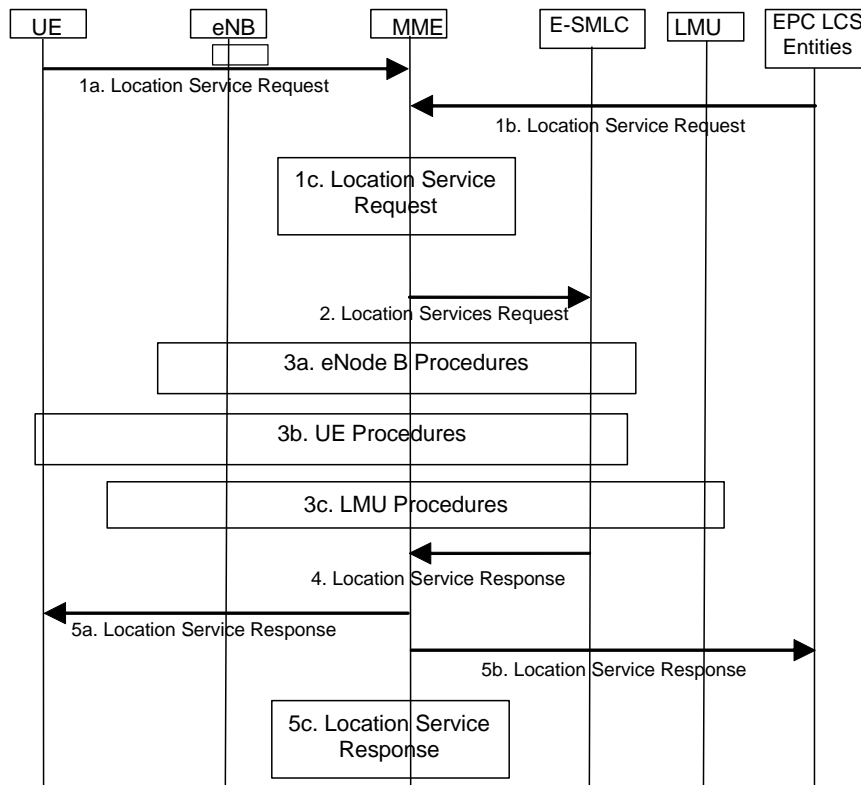 UE
eNB
MME
E-SMLC
LMU
EPC LCS
Entities
1a. Location Service Request
1b. Location Service Request
1c. Location Service
Request
2. Location Services Request
3a. eNode B Procedures
3b. UE Procedures
3c. LMU Procedures
4. Location Service Response
5a. Location Service Response
5b. Location Service Response
5c. Location Service
Response